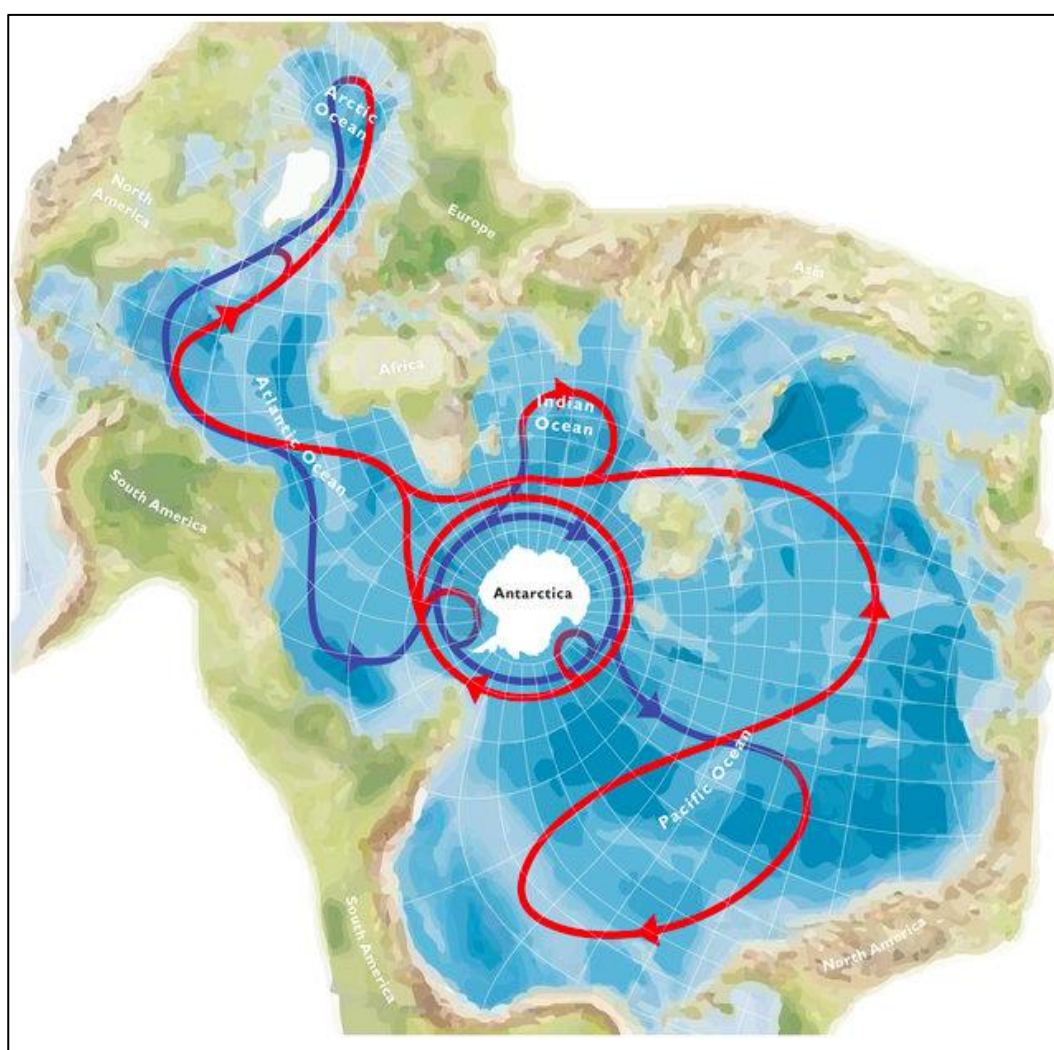 Arctic
Ocean
North
America
Europe
Asia
Africa
Indian
Ocean
Atlantic Ocean
South America
Antarctica
Pacific Ocean
South America
North America